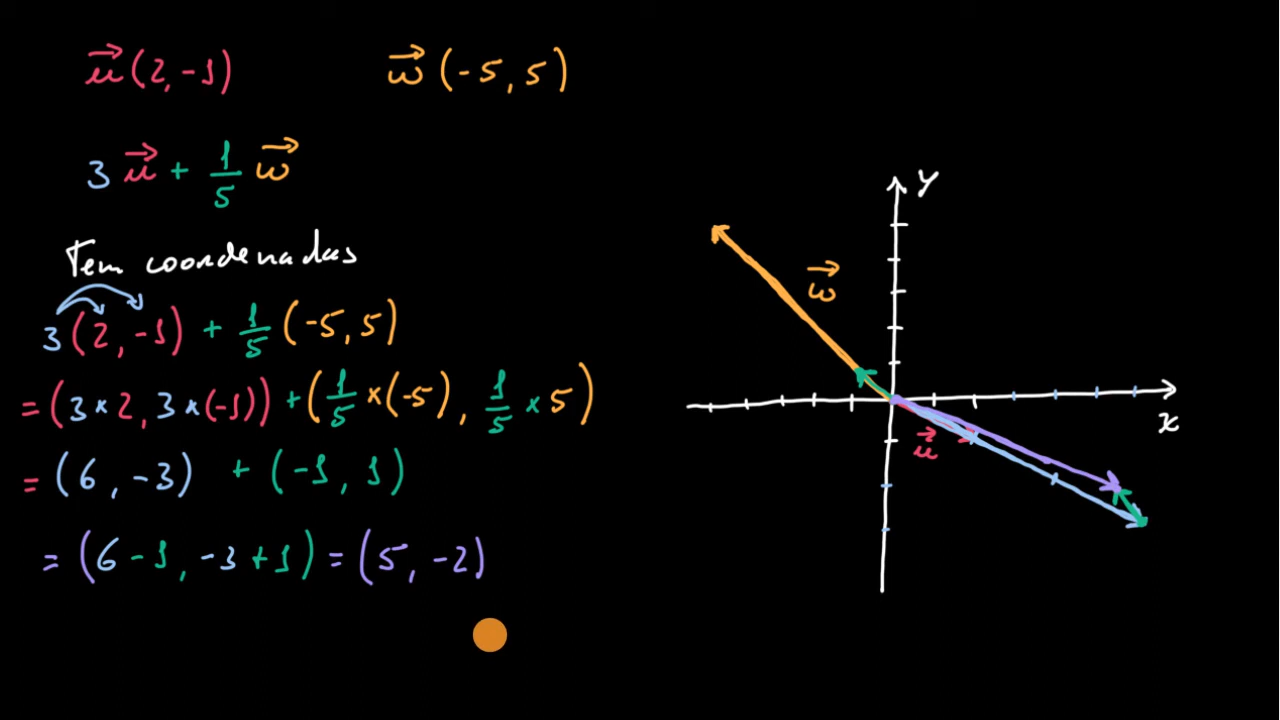 u⃗(2,-1) w⃗(-5,5)
3u⃗ + 1/5 w⃗
Tem coordenadas
3(2,-1) + 1/5(-5,5)
=(3×2,3×(-1))+(1/5×(-5),1/5×5)
=(6,-3) + (-1,1)
=(6-1,-3+1)=(5,-2)
y
w⃗
x
u⃗